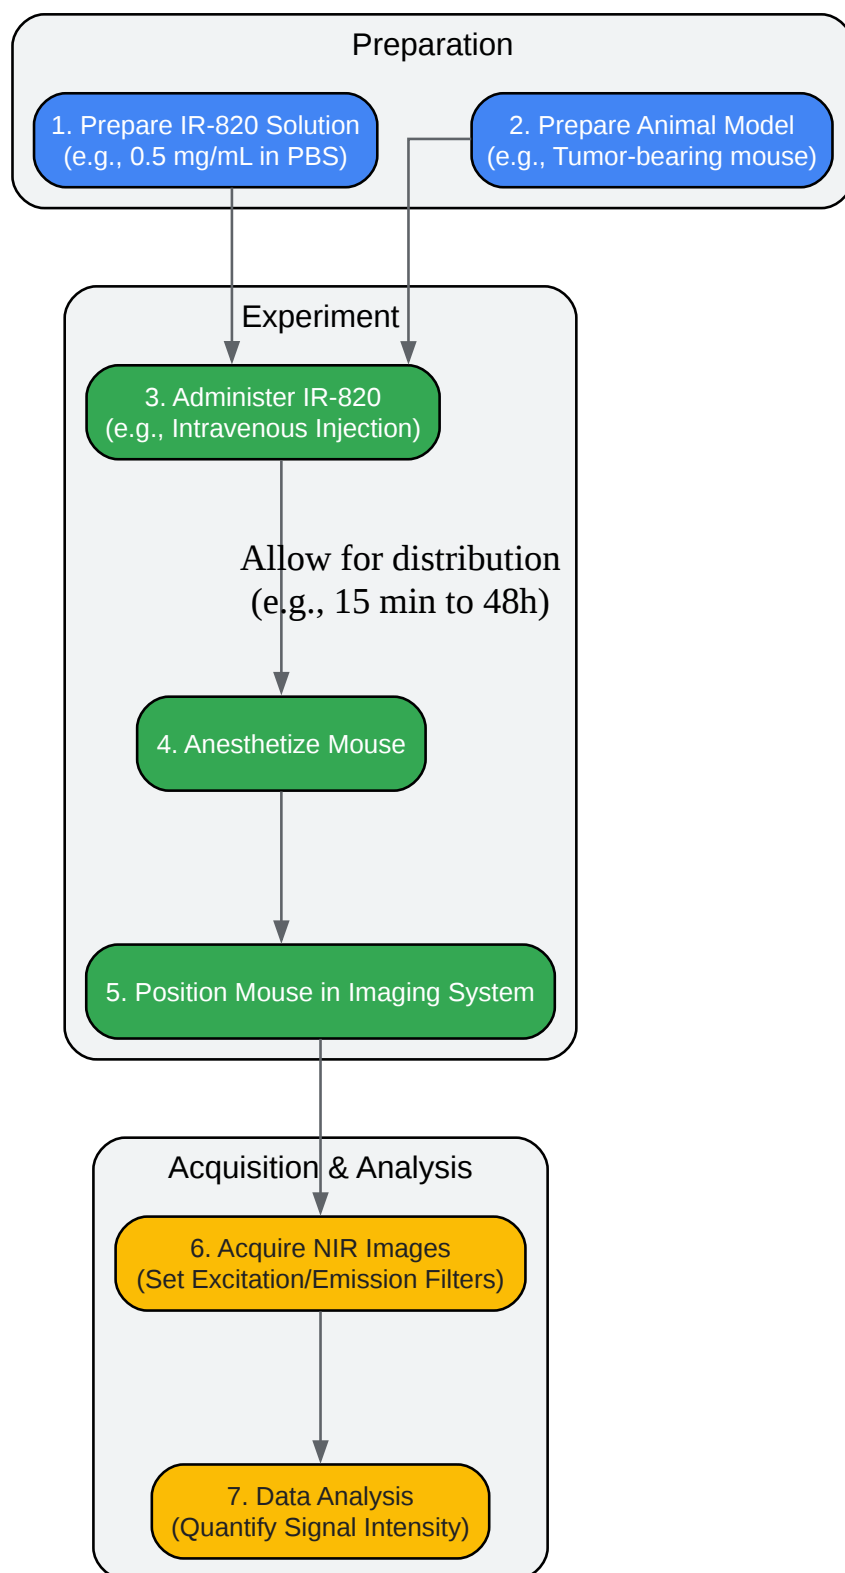 Preparation
1. Prepare IR-820 Solution
(e.g., 0.5 mg/mL in PBS)
2. Prepare Animal Model
(e.g., Tumor-bearing mouse)
Experiment
3. Administer IR-820
(e.g., Intravenous Injection)
Allow for distribution
(e.g., 15 min to 48h)
4. Anesthetize Mouse
5. Position Mouse in Imaging System
Acquisition & Analysis
6. Acquire NIR Images
(Set Excitation/Emission Filters)
7. Data Analysis
(Quantify Signal Intensity)